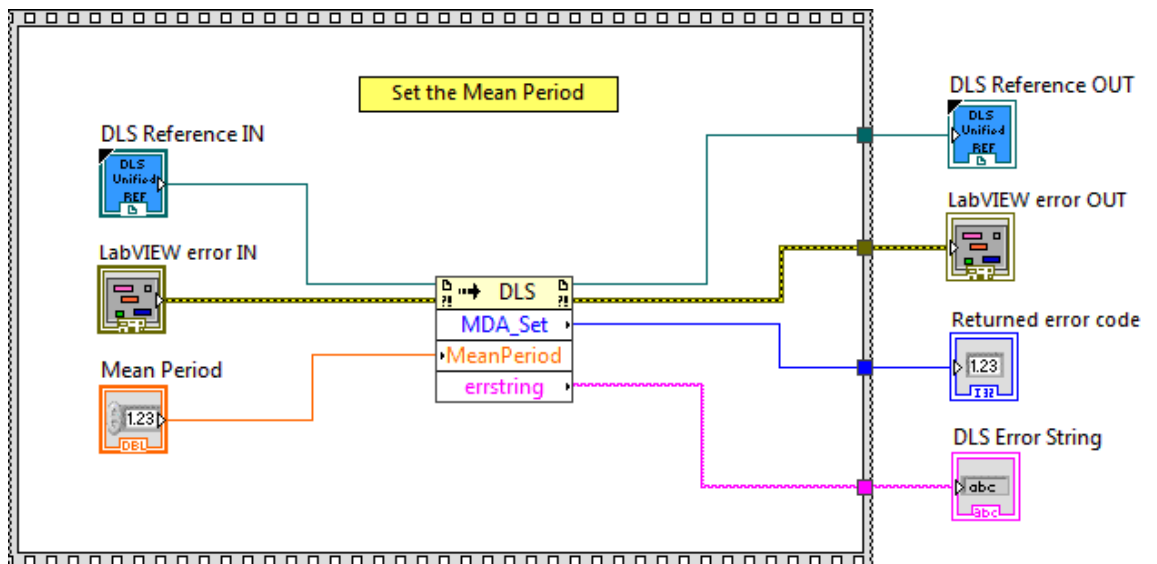 Set the Mean Period
DLS Reference IN
DLS
Unified
REF
LabVIEW error IN
Mean Period
1.23
DBL
DLS
MDA_Set
MeanPeriod
errstring
DLS Reference OUT
DLS
Unified
REF
LabVIEW error OUT
Returned error code
1.23
I32
DLS Error String
abc
abc